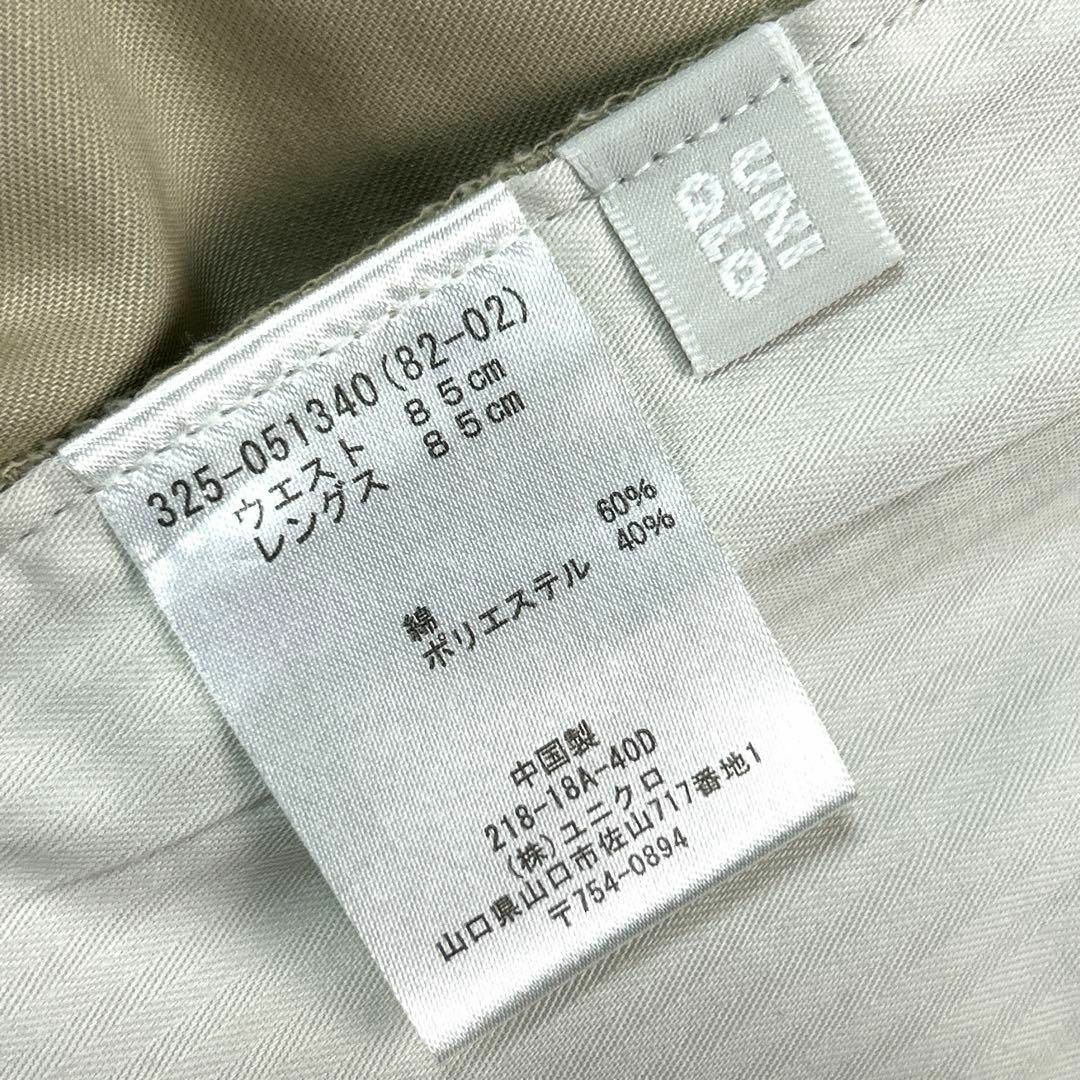 UNI
QLO
325-051340(82-02)
ウエスト 85cm
レングス 85cm
綿 60%
ポリエステル 40%
中国製
218-18A-40D
(株)ユニクロ
山口県山口市佐山717番地1
〒754-0894